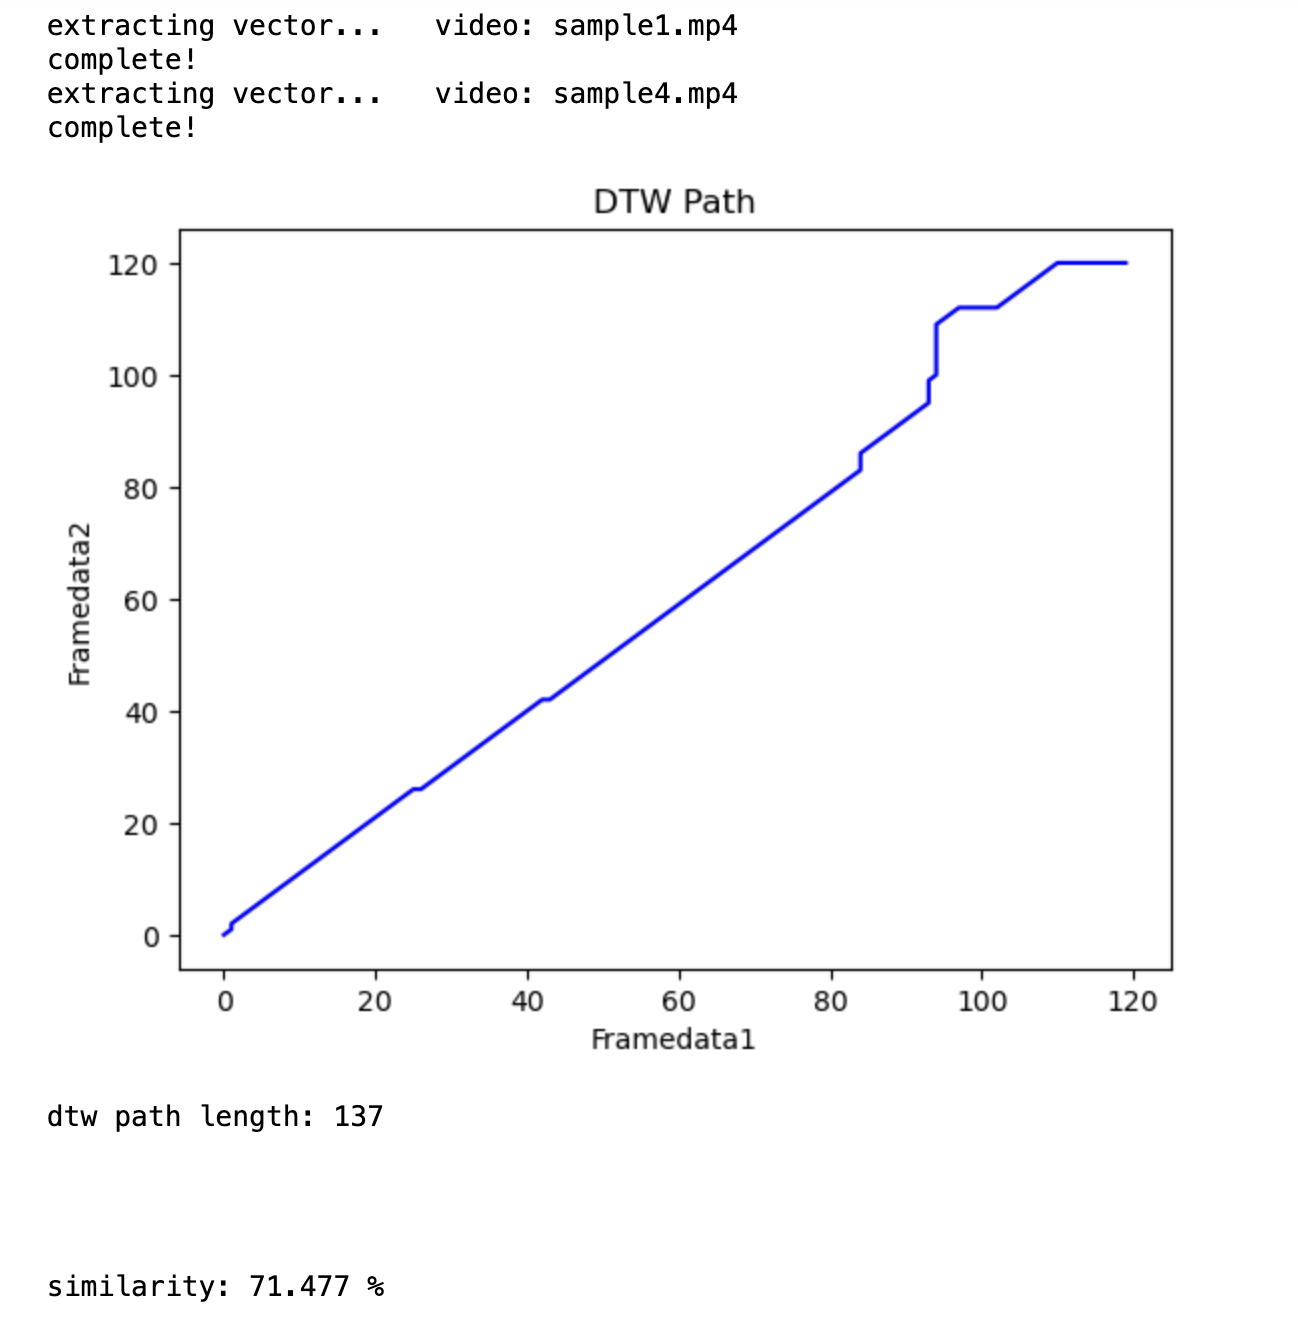 extracting vector...   video: sample1.mp4
complete!
extracting vector...   video: sample4.mp4
complete!
DTW Path
120
100
80
60
40
20
0
Framedata2
0 20 40 60 80 100 120
Framedata1
dtw path length: 137
similarity: 71.477 %